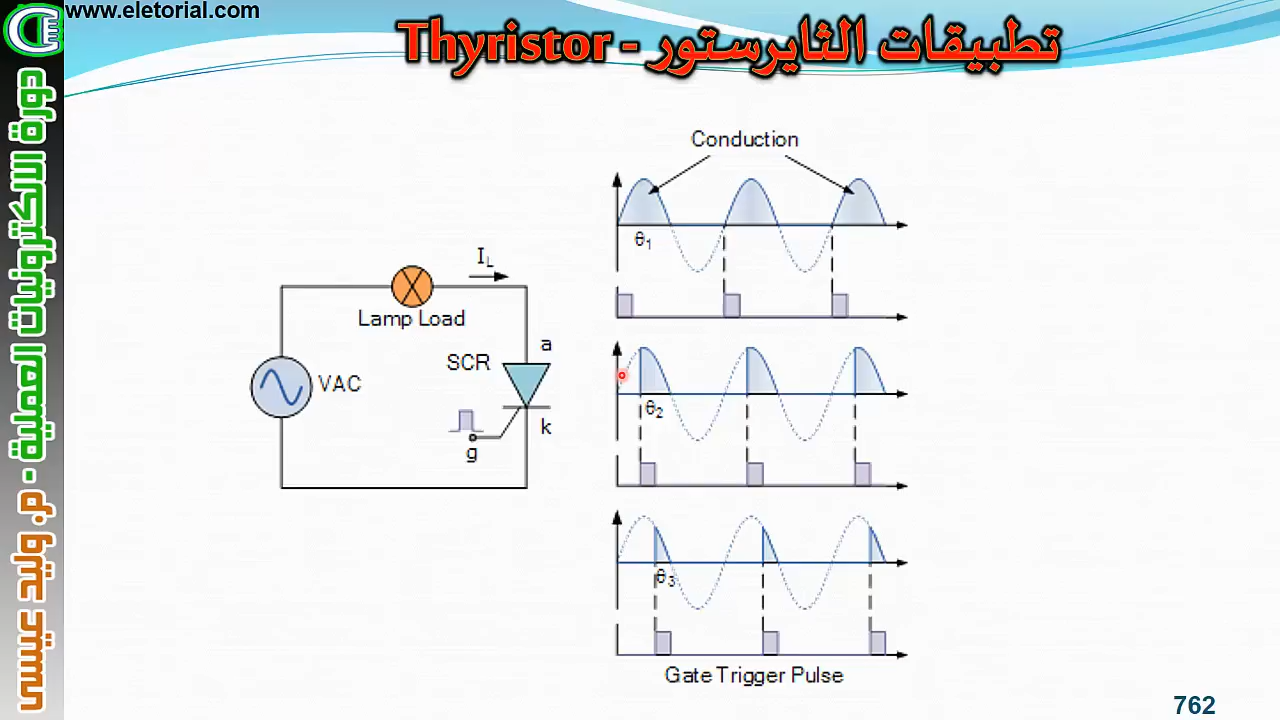 www.eletorial.com
تطبيقات الثايرستور - Thyristor
دورة الالكترونيات العملية - م. وليد عيسى
Conduction
θ1
IL
Lamp Load
a
SCR
VAC
k
g
θ2
θ3
Gate Trigger Pulse
762